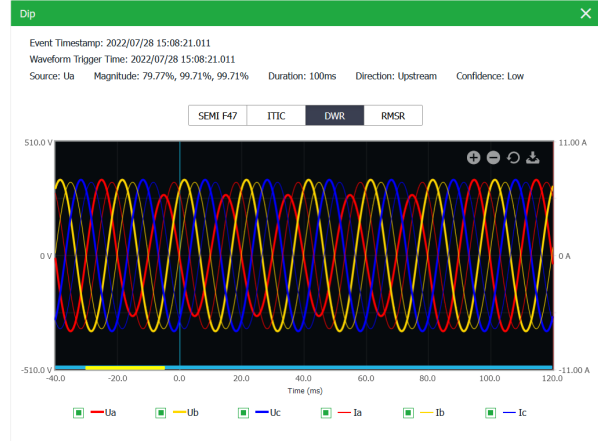 Dip
Event Timestamp: 2022/07/28 15:08:21.011
Waveform Trigger Time: 2022/07/28 15:08:21.011
Source: Ua Magnitude: 79.77%, 99.71%, 99.71% Duration: 100ms Direction: Upstream Confidence: Low
SEMI F47 ITIC DWR RMSR
510.0 V 11.00 A
0 V 0 A
-510.0 V -11.00 A
-40.0 -20.0 0.0 20.0 40.0 60.0 80.0 100.0 120.0
Time (ms)
Ua Ub Uc Ia Ib Ic